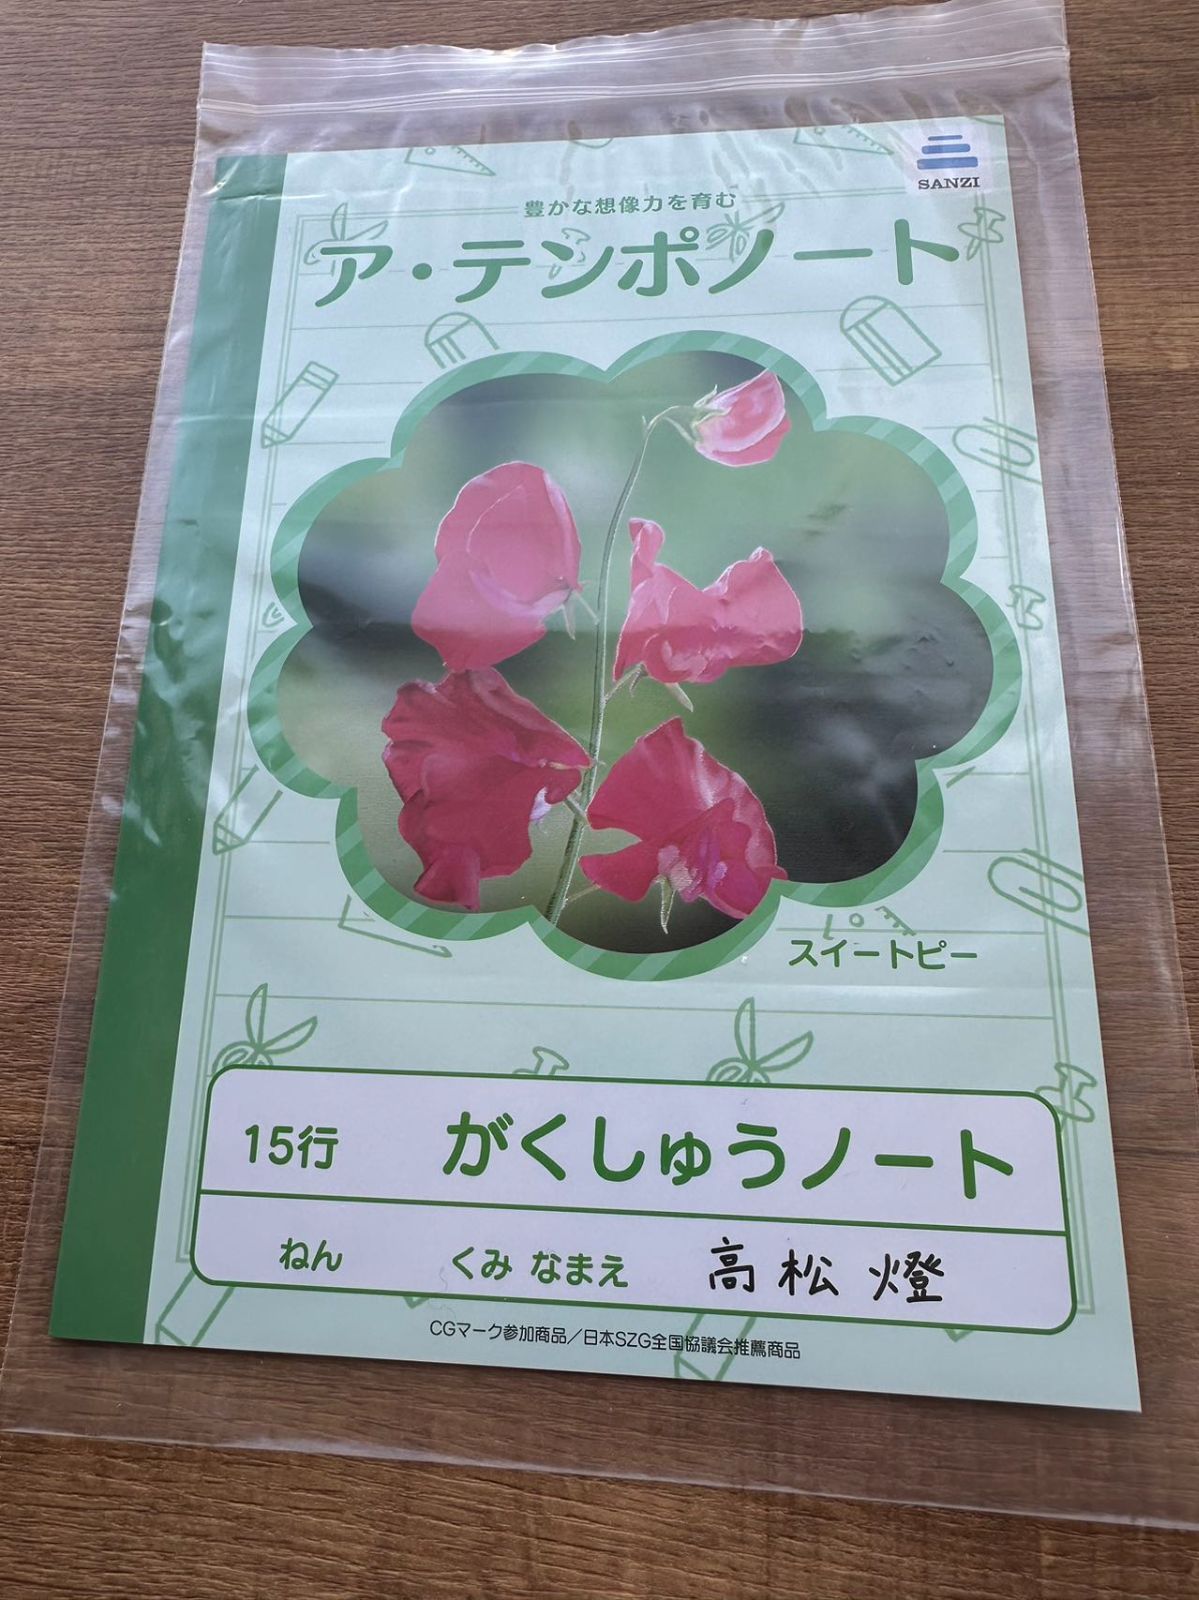 SANZI
豊かな想像力を育む
ア・テンポノート
スイートピー
15行 がくしゅうノート
ねん くみ なまえ 高松 燈
CGマーク参加商品／日本SZG全国協議会推薦商品